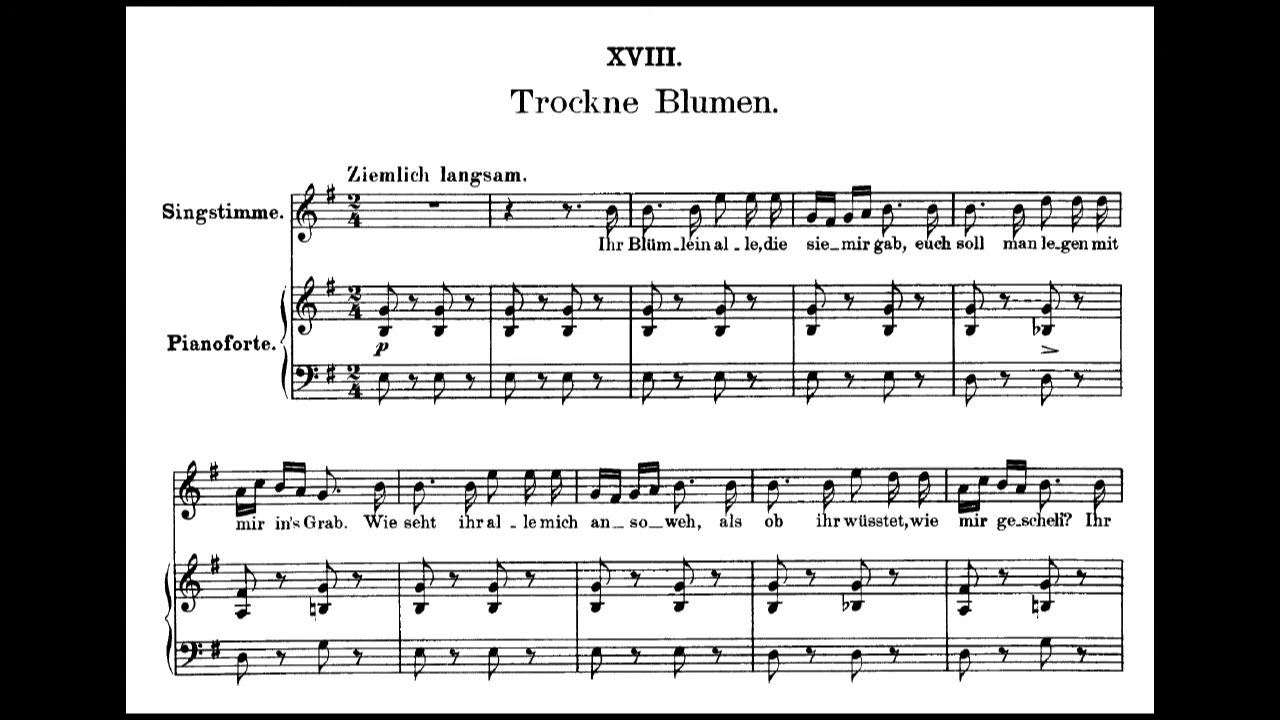 XVIII.
Trockne Blumen.
Ziemlich langsam.
Singstimme.
Ihr Blüm-lein al-le, die sie-mir gab, euch soll man le-gen mit
Pianoforte.
p
mir in's Grab. Wie seht ihr al-le mich an-so-weh, als ob ihr wüsstet, wie mir ge-scheh? Ihr